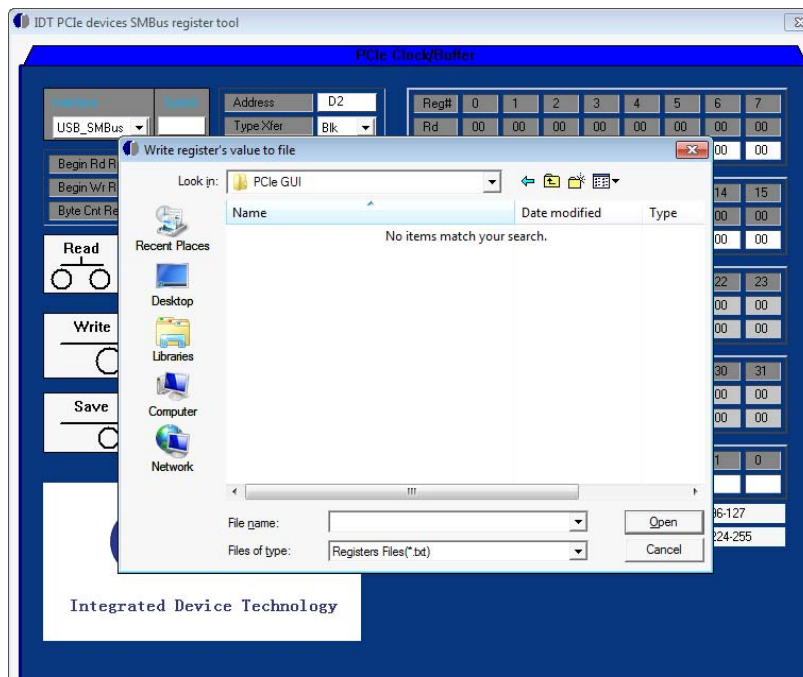 IDT PCIe devices SMBus register tool
PCIe Clock/Buffer
Address D2 Reg# 0 1 2 3 4 5 6 7
USB_SMBus Type Xfer Blk Rd 00 00 00 00 00 00 00 00
00 00
Write register's value to file
Begin Rd R
Look in: PCIe GUI
Begin Wr R
14 15
Byte Cnt Re
Name Date modified Type
00 00
No items match your search.
00 00
Read
Recent Places
Desktop
22 23
00 00
Write
00 00
Libraries
30 31
00 00
Save
Computer
00 00
Network
1 0
File name: Open
96-127
Files of type: Registers Files(*.txt) Cancel
224-255
Integrated Device Technology